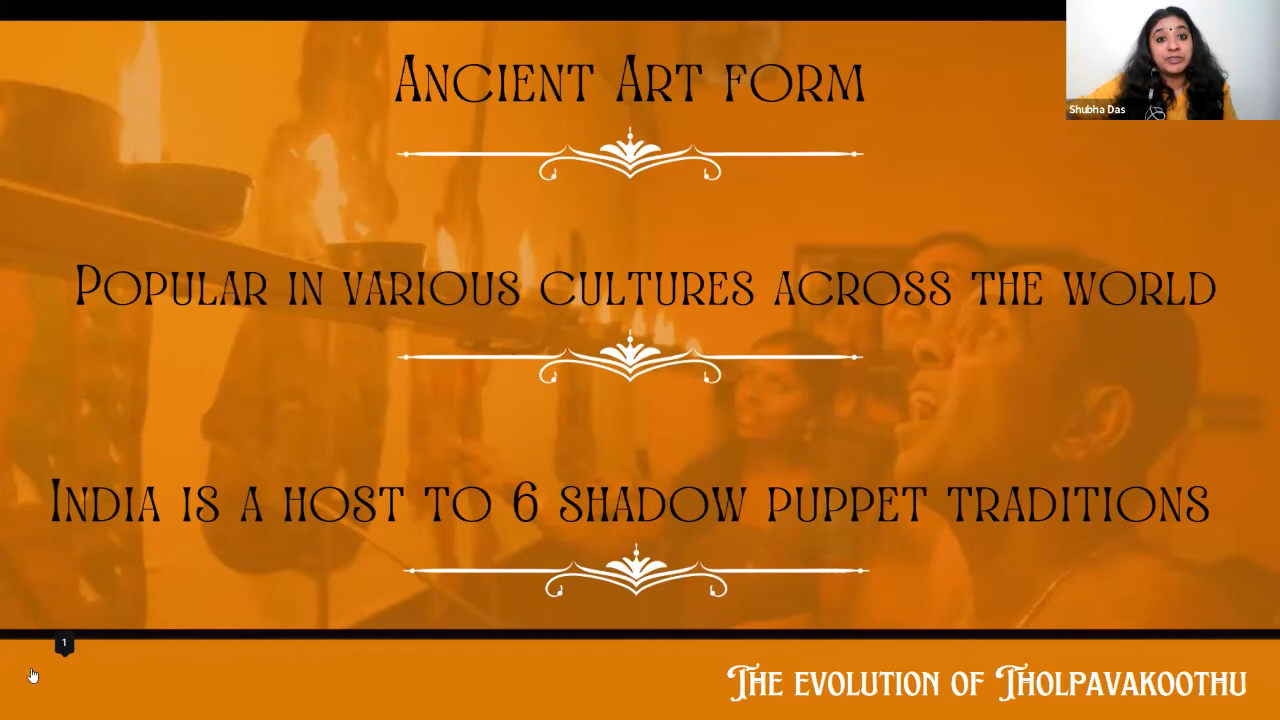 Ancient Art form
Shubha Das
Popular in various cultures across the world
India is a host to 6 shadow puppet traditions
1
The evolution of Tholpavakoothu